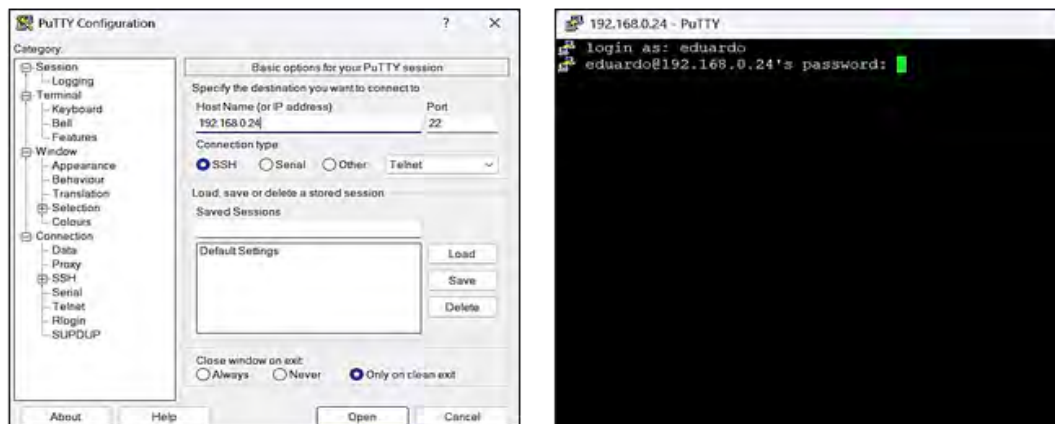 PuTTY Configuration
? ×
Category:
Session
Logging
Terminal
Keyboard
Bell
Features
Window
Appearance
Behaviour
Translation
Selection
Colours
Connection
Data
Proxy
SSH
Serial
Telnet
Rlogin
SUPDUP
Basic options for your PuTTY session
Specify the destination you want to connect to
Host Name (or IP address) Port
192.168.0.24 22
Connection type:
SSH Serial Other: Telnet
Load, save or delete a stored session
Saved Sessions
Default Settings
Load
Save
Delete
Close window on exit:
Always Never Only on clean exit
About Help Open Cancel
192.168.0.24 - PuTTY
login as: eduardo
eduardo@192.168.0.24's password: